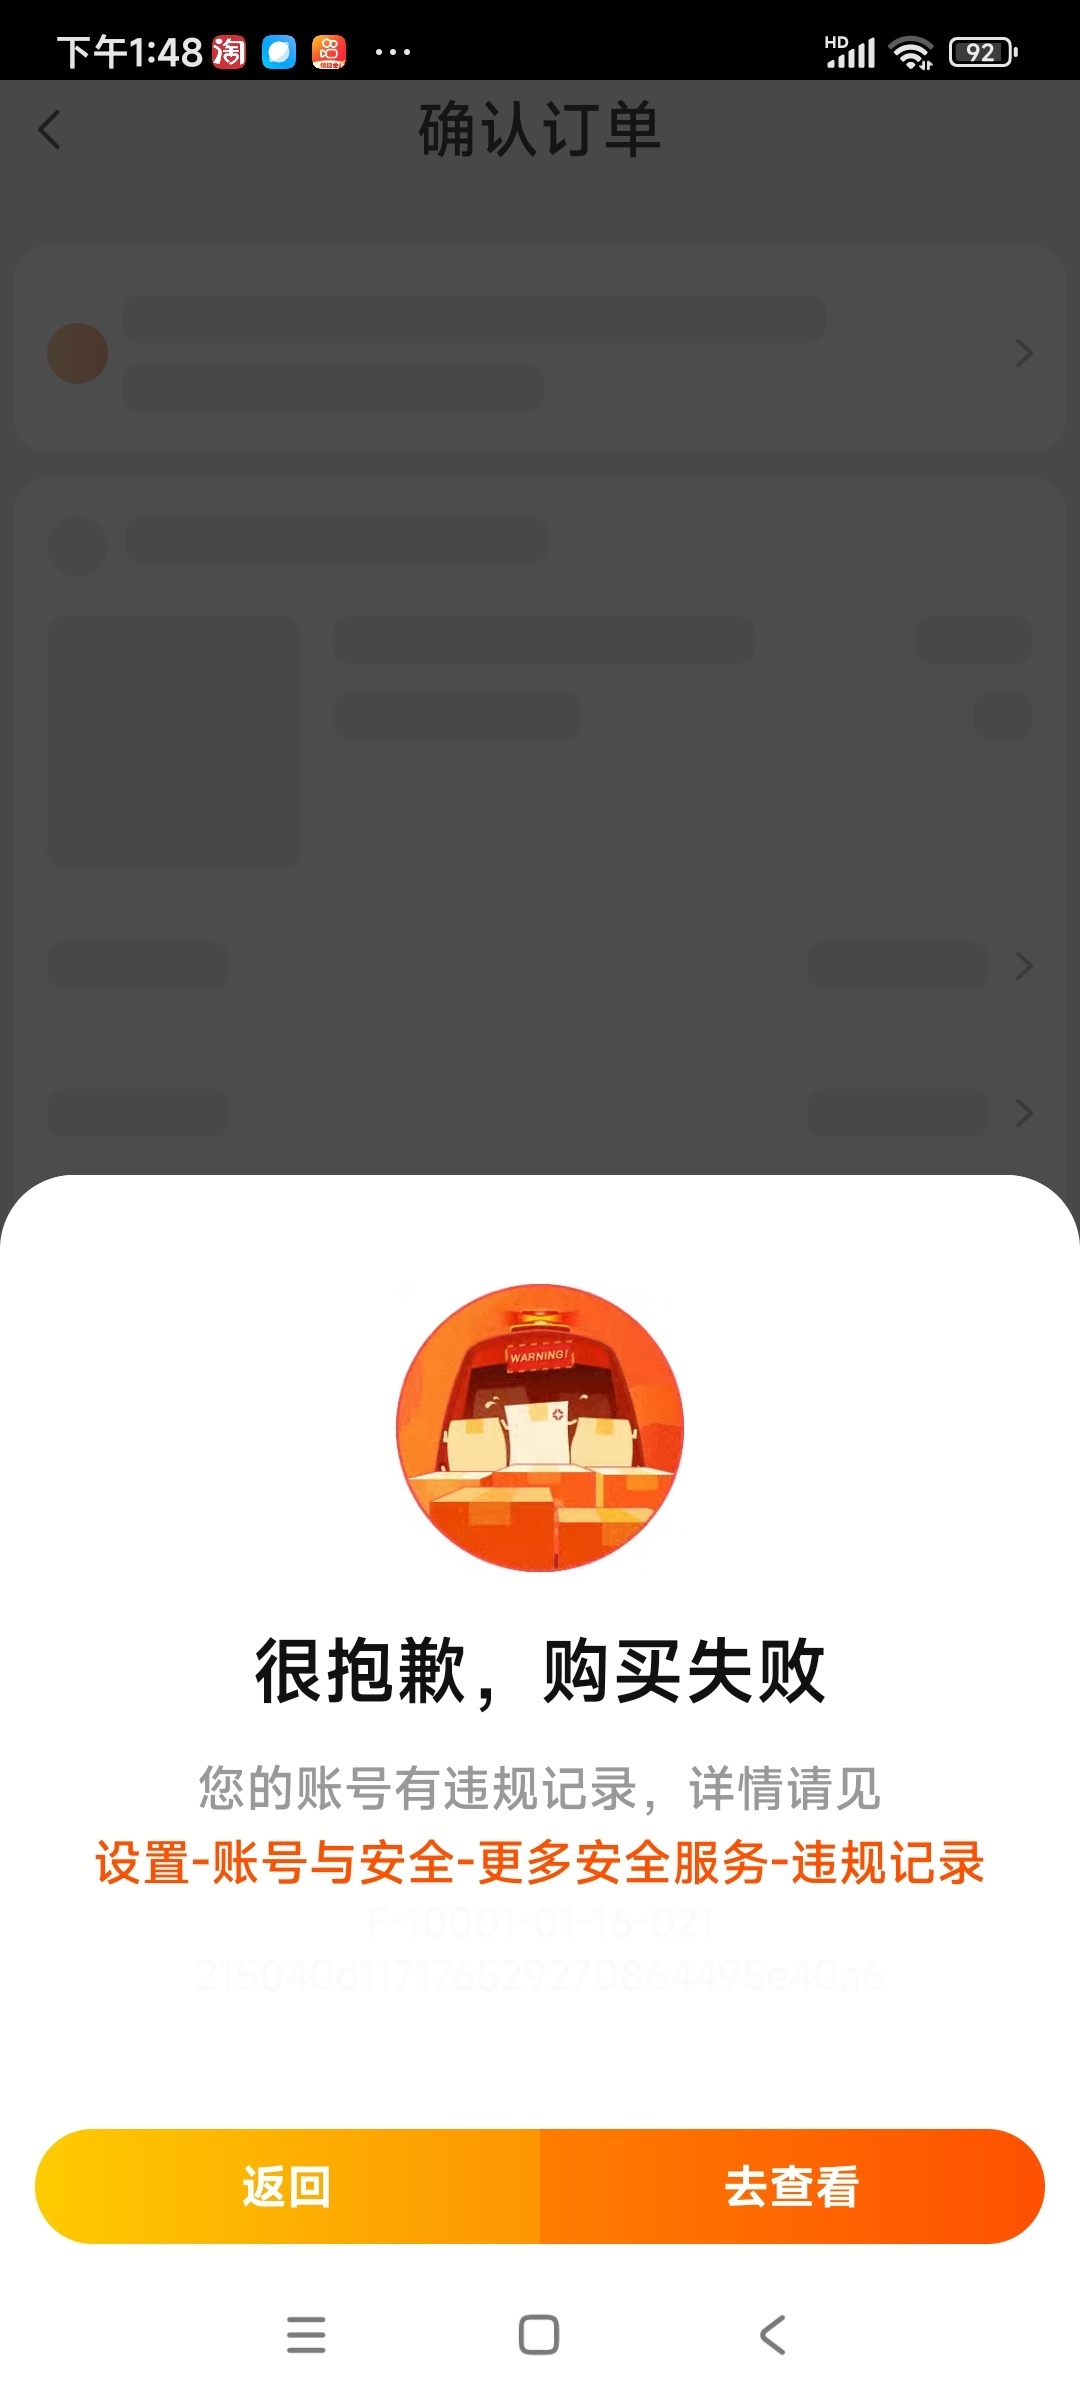 下午1:48 淘 ... HD 92
确认订单
WARNING!
很抱歉，购买失败
您的账号有违规记录，详情请见
设置-账号与安全-更多安全服务-违规记录
F-10001-01-16-021
215040d11717652927086449​5e40a6
返回 去查看